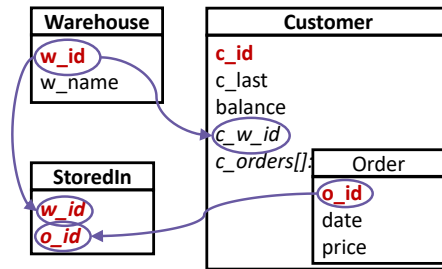 Warehouse
w_id
w_name
Customer
c_id
c_last
balance
c_w_id
c_orders[]:
Order
o_id
date
price
StoredIn
w_id
o_id